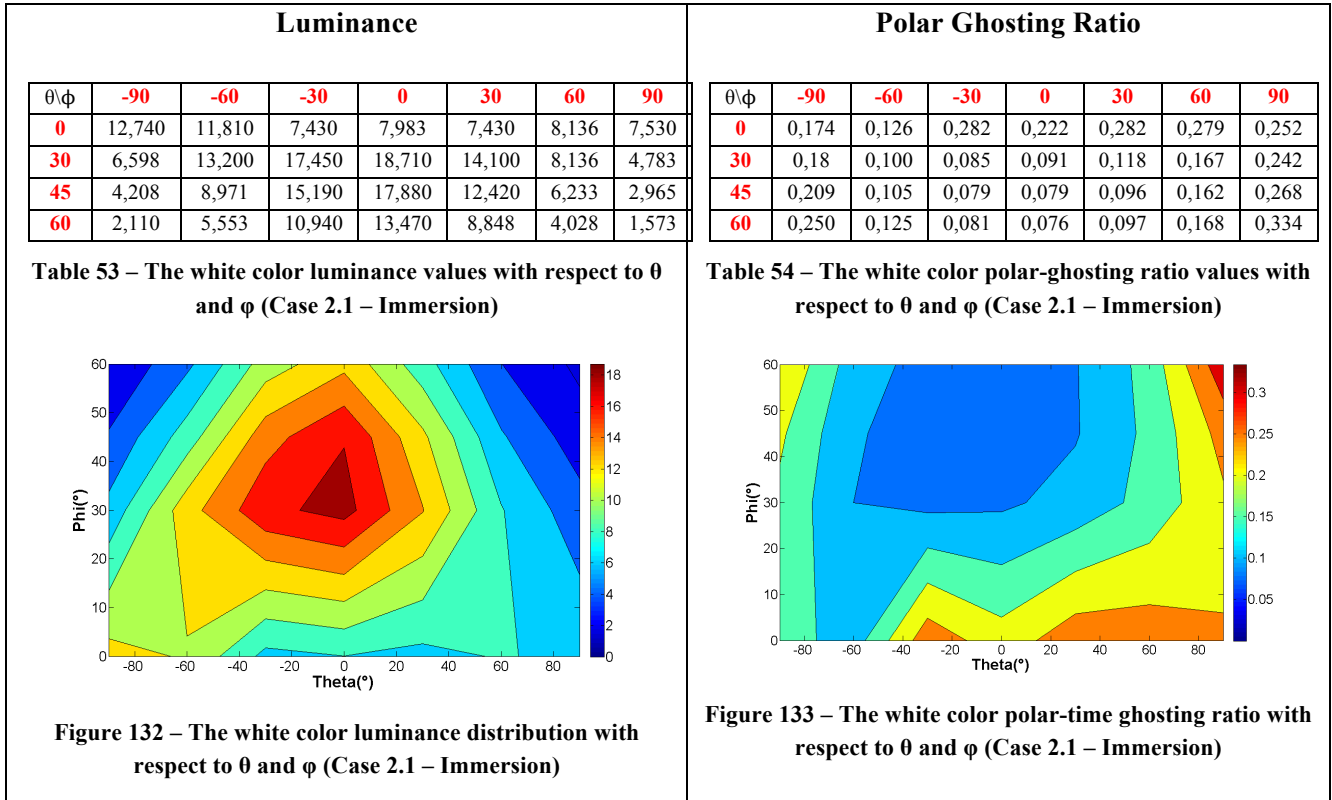 Luminance
θ\ϕ -90 -60 -30 0 30 60 90
0 12,740 11,810 7,430 7,983 7,430 8,136 7,530
30 6,598 13,200 17,450 18,710 14,100 8,136 4,783
45 4,208 8,971 15,190 17,880 12,420 6,233 2,965
60 2,110 5,553 10,940 13,470 8,848 4,028 1,573
Table 53 – The white color luminance values with respect to θ
and φ (Case 2.1 – Immersion)
60
50
40
30
20
10
0
Phi(°)
-80 -60 -40 -20 0 20 40 60 80
Theta(°)
18
16
14
12
10
8
6
4
2
0
Figure 132 – The white color luminance distribution with
respect to θ and φ (Case 2.1 – Immersion)
Polar Ghosting Ratio
θ\ϕ -90 -60 -30 0 30 60 90
0 0,174 0,126 0,282 0,222 0,282 0,279 0,252
30 0,18 0,100 0,085 0,091 0,118 0,167 0,242
45 0,209 0,105 0,079 0,079 0,096 0,162 0,268
60 0,250 0,125 0,081 0,076 0,097 0,168 0,334
Table 54 – The white color polar-ghosting ratio values with
respect to θ and φ (Case 2.1 – Immersion)
60
50
40
30
20
10
0
Phi(°)
-80 -60 -40 -20 0 20 40 60 80
Theta(°)
0.3
0.25
0.2
0.15
0.1
0.05
Figure 133 – The white color polar-time ghosting ratio with
respect to θ and φ (Case 2.1 – Immersion)